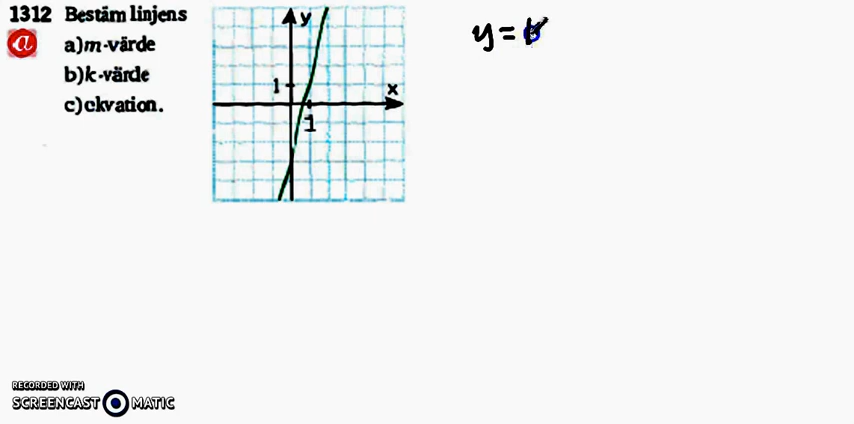 1312 Bestäm linjens
a a) m-värde
b) k-värde
c) ekvation.
y
x
1
1
y =
RECORDED WITH
SCREENCAST MATIC